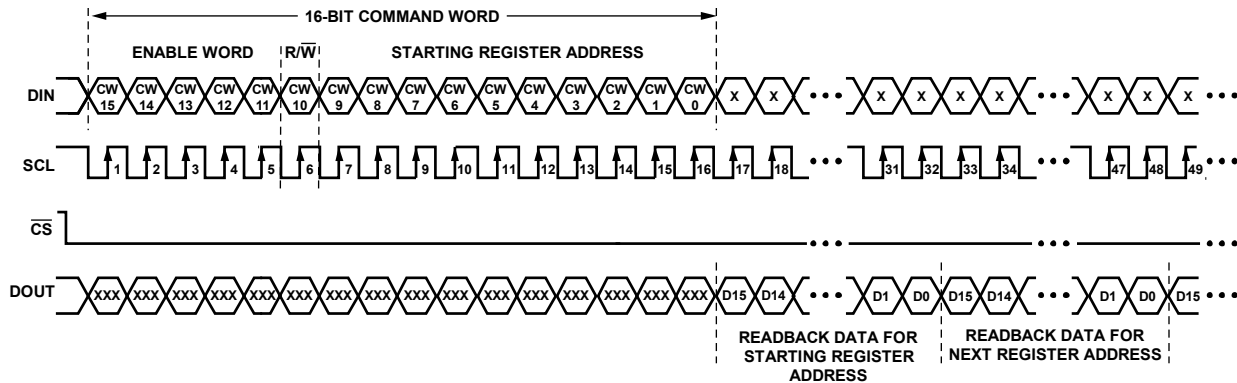 16-BIT COMMAND WORD
ENABLE WORD R/W STARTING REGISTER ADDRESS
DIN CW 15 CW 14 CW 13 CW 12 CW 11 CW 10 CW 9 CW 8 CW 7 CW 6 CW 5 CW 4 CW 3 CW 2 CW 1 CW 0 X X ••• X X X X ••• X X X •••
SCL 1 2 3 4 5 6 7 8 9 10 11 12 13 14 15 16 17 18 ••• 31 32 33 34 ••• 47 48 49 •••
CS ••• ••• •••
DOUT XXX XXX XXX XXX XXX XXX XXX XXX XXX XXX XXX XXX XXX XXX XXX XXX D15 D14 ••• D1 D0 D15 D14 ••• D1 D0 D15 •••
READBACK DATA FOR
STARTING REGISTER
ADDRESS
READBACK DATA FOR
NEXT REGISTER ADDRESS